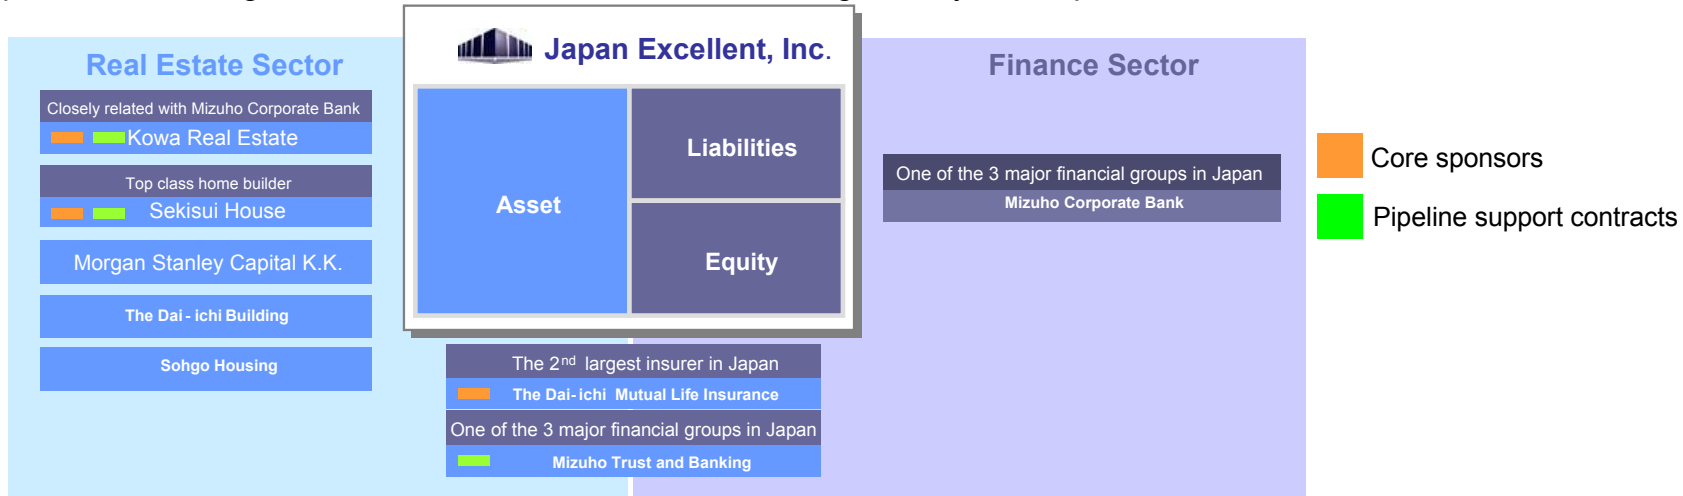 Real Estate Sector
Closely related with Mizuho Corporate Bank
Kowa Real Estate
Top class home builder
Sekisui House
Morgan Stanley Capital K.K.
The Dai-ichi Building
Sohgo Housing
Japan Excellent, Inc.
Asset
Liabilities
Equity
The 2nd largest insurer in Japan
The Dai-ichi Mutual Life Insurance
One of the 3 major financial groups in Japan
Mizuho Trust and Banking
Finance Sector
One of the 3 major financial groups in Japan
Mizuho Corporate Bank
Core sponsors
Pipeline support contracts